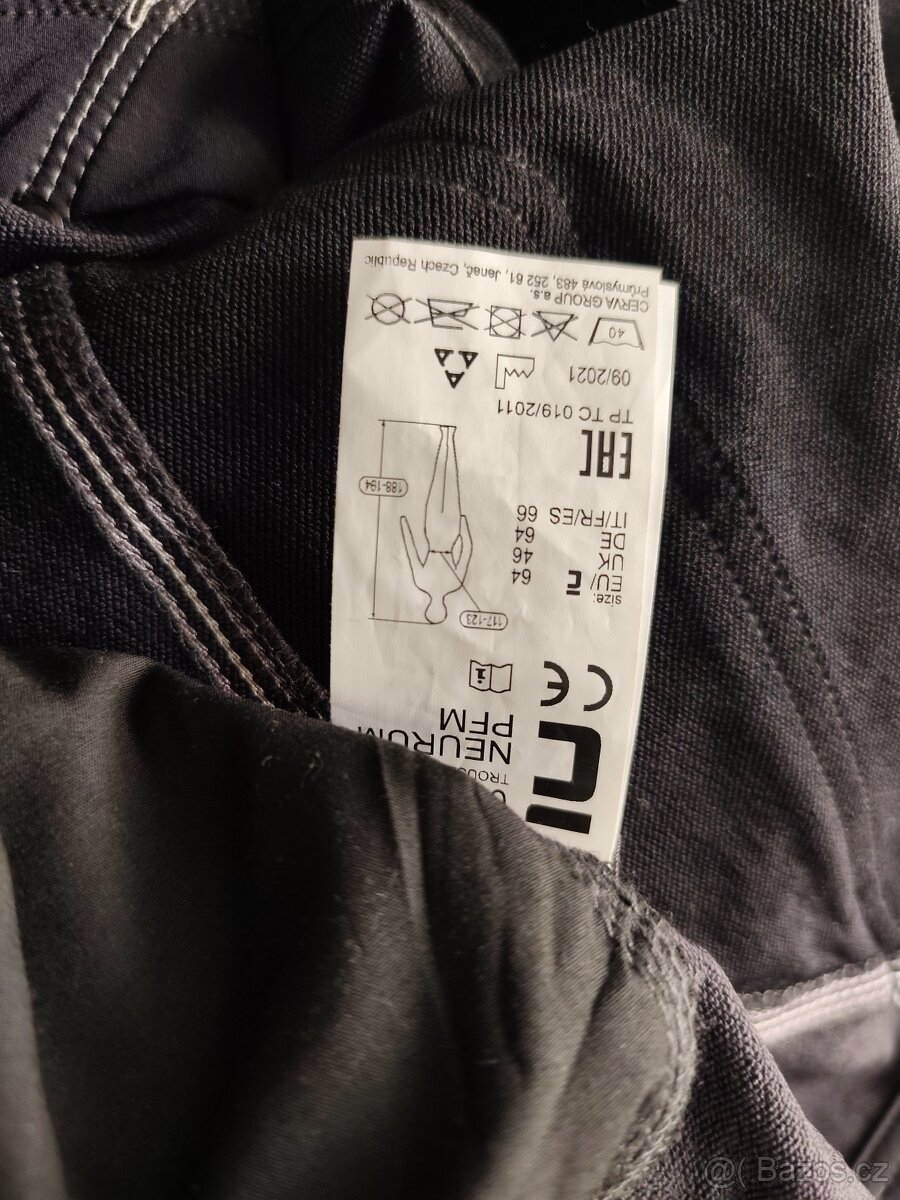 NEURUM
PFM
CE
i
117-123
188-194
size:
EU/ 64
UK 46
DE 64
IT/FR/ES 66
EAC
TP TC 019/2011
09/2021
40
CERVA GROUP a.s.
Průmyslová 483, 252 61, Jeneč, Czech Republic
@( Bazos.cz